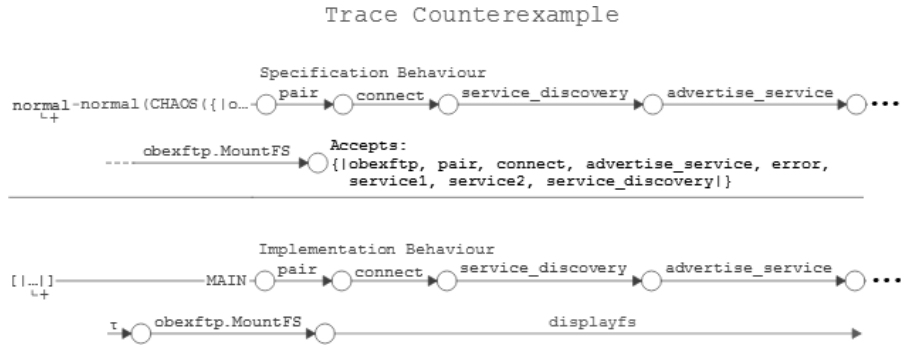 Trace Counterexample
Specification Behaviour
normal-normal(CHAOS({|o… pair connect service_discovery advertise_service •••
obexftp.MountFS Accepts:
{|obexftp, pair, connect, advertise_service, error,
service1, service2, service_discovery|}
Implementation Behaviour
[|…|] MAIN pair connect service_discovery advertise_service •••
τ obexftp.MountFS displayfs